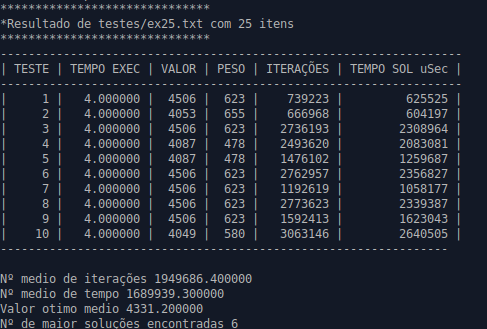 ******************************
*Resultado de testes/ex25.txt com 25 itens
******************************
------------------------------------------------------------------
| TESTE | TEMPO EXEC | VALOR | PESO | ITERAÇÕES | TEMPO SOL uSec |
------------------------------------------------------------------
| 1 | 4.000000 | 4506 | 623 | 739223 | 625525 |
| 2 | 4.000000 | 4053 | 655 | 666968 | 604197 |
| 3 | 4.000000 | 4506 | 623 | 2736193 | 2308964 |
| 4 | 4.000000 | 4087 | 478 | 2493620 | 2083081 |
| 5 | 4.000000 | 4087 | 478 | 1476102 | 1259687 |
| 6 | 4.000000 | 4506 | 623 | 2762957 | 2356827 |
| 7 | 4.000000 | 4506 | 623 | 1192619 | 1058177 |
| 8 | 4.000000 | 4506 | 623 | 2773623 | 2339387 |
| 9 | 4.000000 | 4506 | 623 | 1592413 | 1623043 |
| 10 | 4.000000 | 4049 | 580 | 3063146 | 2640505 |
----------------------------------------------------------------
Nº medio de iterações 1949686.400000
Nº medio de tempo 1689939.300000
Valor otimo medio 4331.200000
Nº de maior soluções encontradas 6